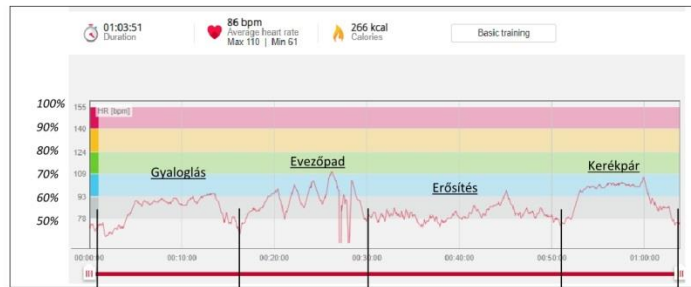 01:03:51
Duration
86 bpm
Average heart rate
Max 110 | Min 61
266 kcal
Calories
Basic training
100%
90%
80%
70%
60%
50%
155
140
124
109
93
78
HR [bpm]
Gyaloglás
Evezőpad
Erősítés
Kerékpár
00:00:00
00:10:00
00:20:00
00:30:00
00:40:00
00:50:00
01:00:00